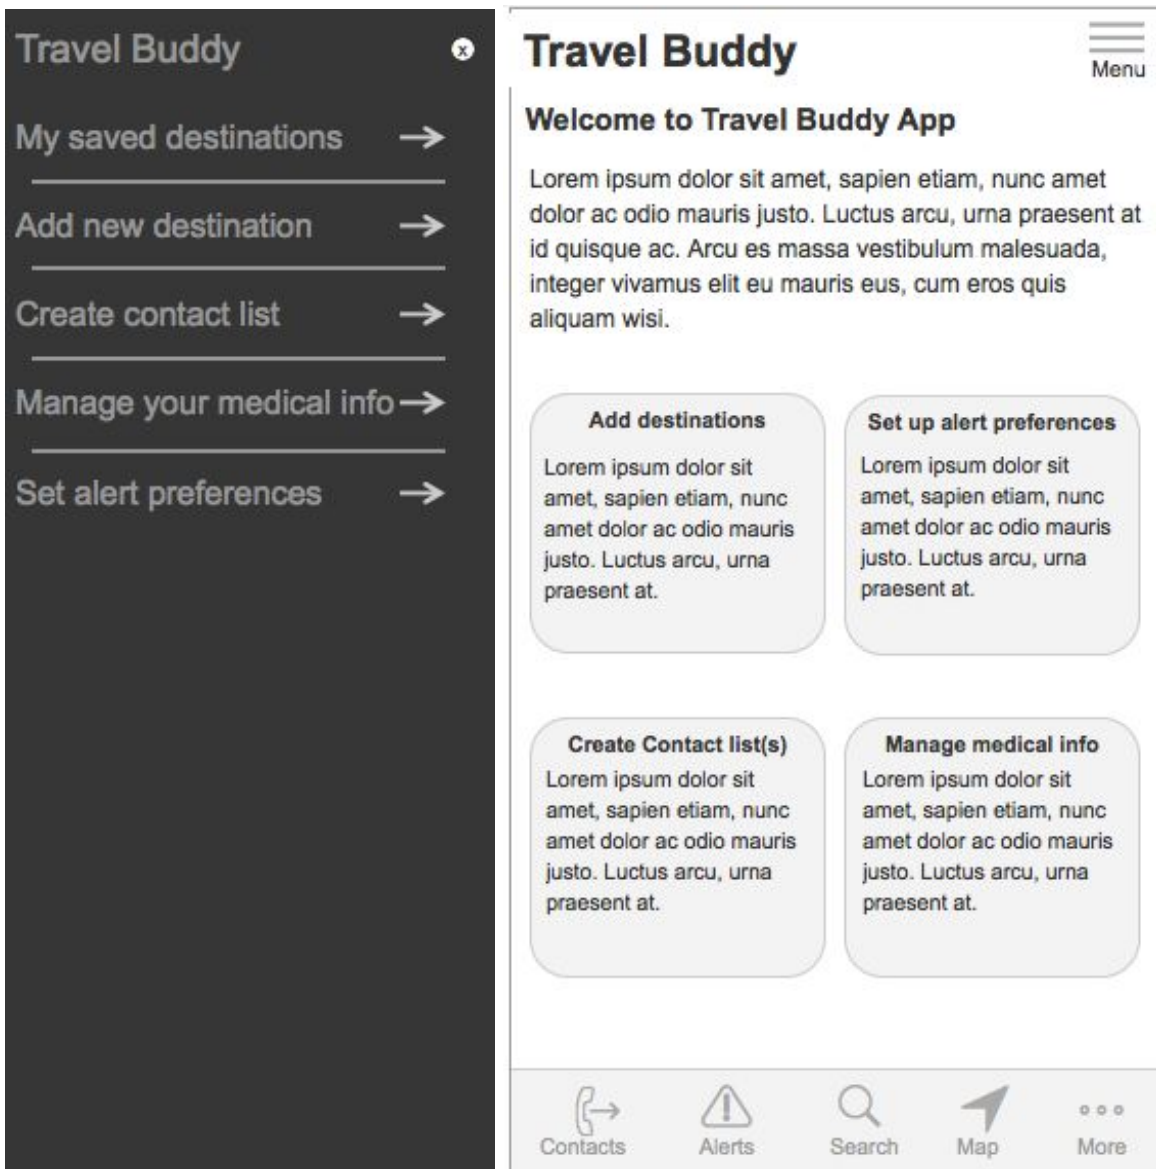 Travel Buddy
x
My saved destinations
Add new destination
Create contact list
Manage your medical info
Set alert preferences
Travel Buddy
Menu
Welcome to Travel Buddy App
Lorem ipsum dolor sit amet, sapien etiam, nunc amet
dolor ac odio mauris justo. Luctus arcu, urna praesent at
id quisque ac. Arcu es massa vestibulum malesuada,
integer vivamus elit eu mauris eus, cum eros quis
aliquam wisi.
Add destinations
Lorem ipsum dolor sit
amet, sapien etiam, nunc
amet dolor ac odio mauris
justo. Luctus arcu, urna
praesent at.
Set up alert preferences
Lorem ipsum dolor sit
amet, sapien etiam, nunc
amet dolor ac odio mauris
justo. Luctus arcu, urna
praesent at.
Create Contact list(s)
Lorem ipsum dolor sit
amet, sapien etiam, nunc
amet dolor ac odio mauris
justo. Luctus arcu, urna
praesent at.
Manage medical info
Lorem ipsum dolor sit
amet, sapien etiam, nunc
amet dolor ac odio mauris
justo. Luctus arcu, urna
praesent at.
Contacts
Alerts
Search
Map
More